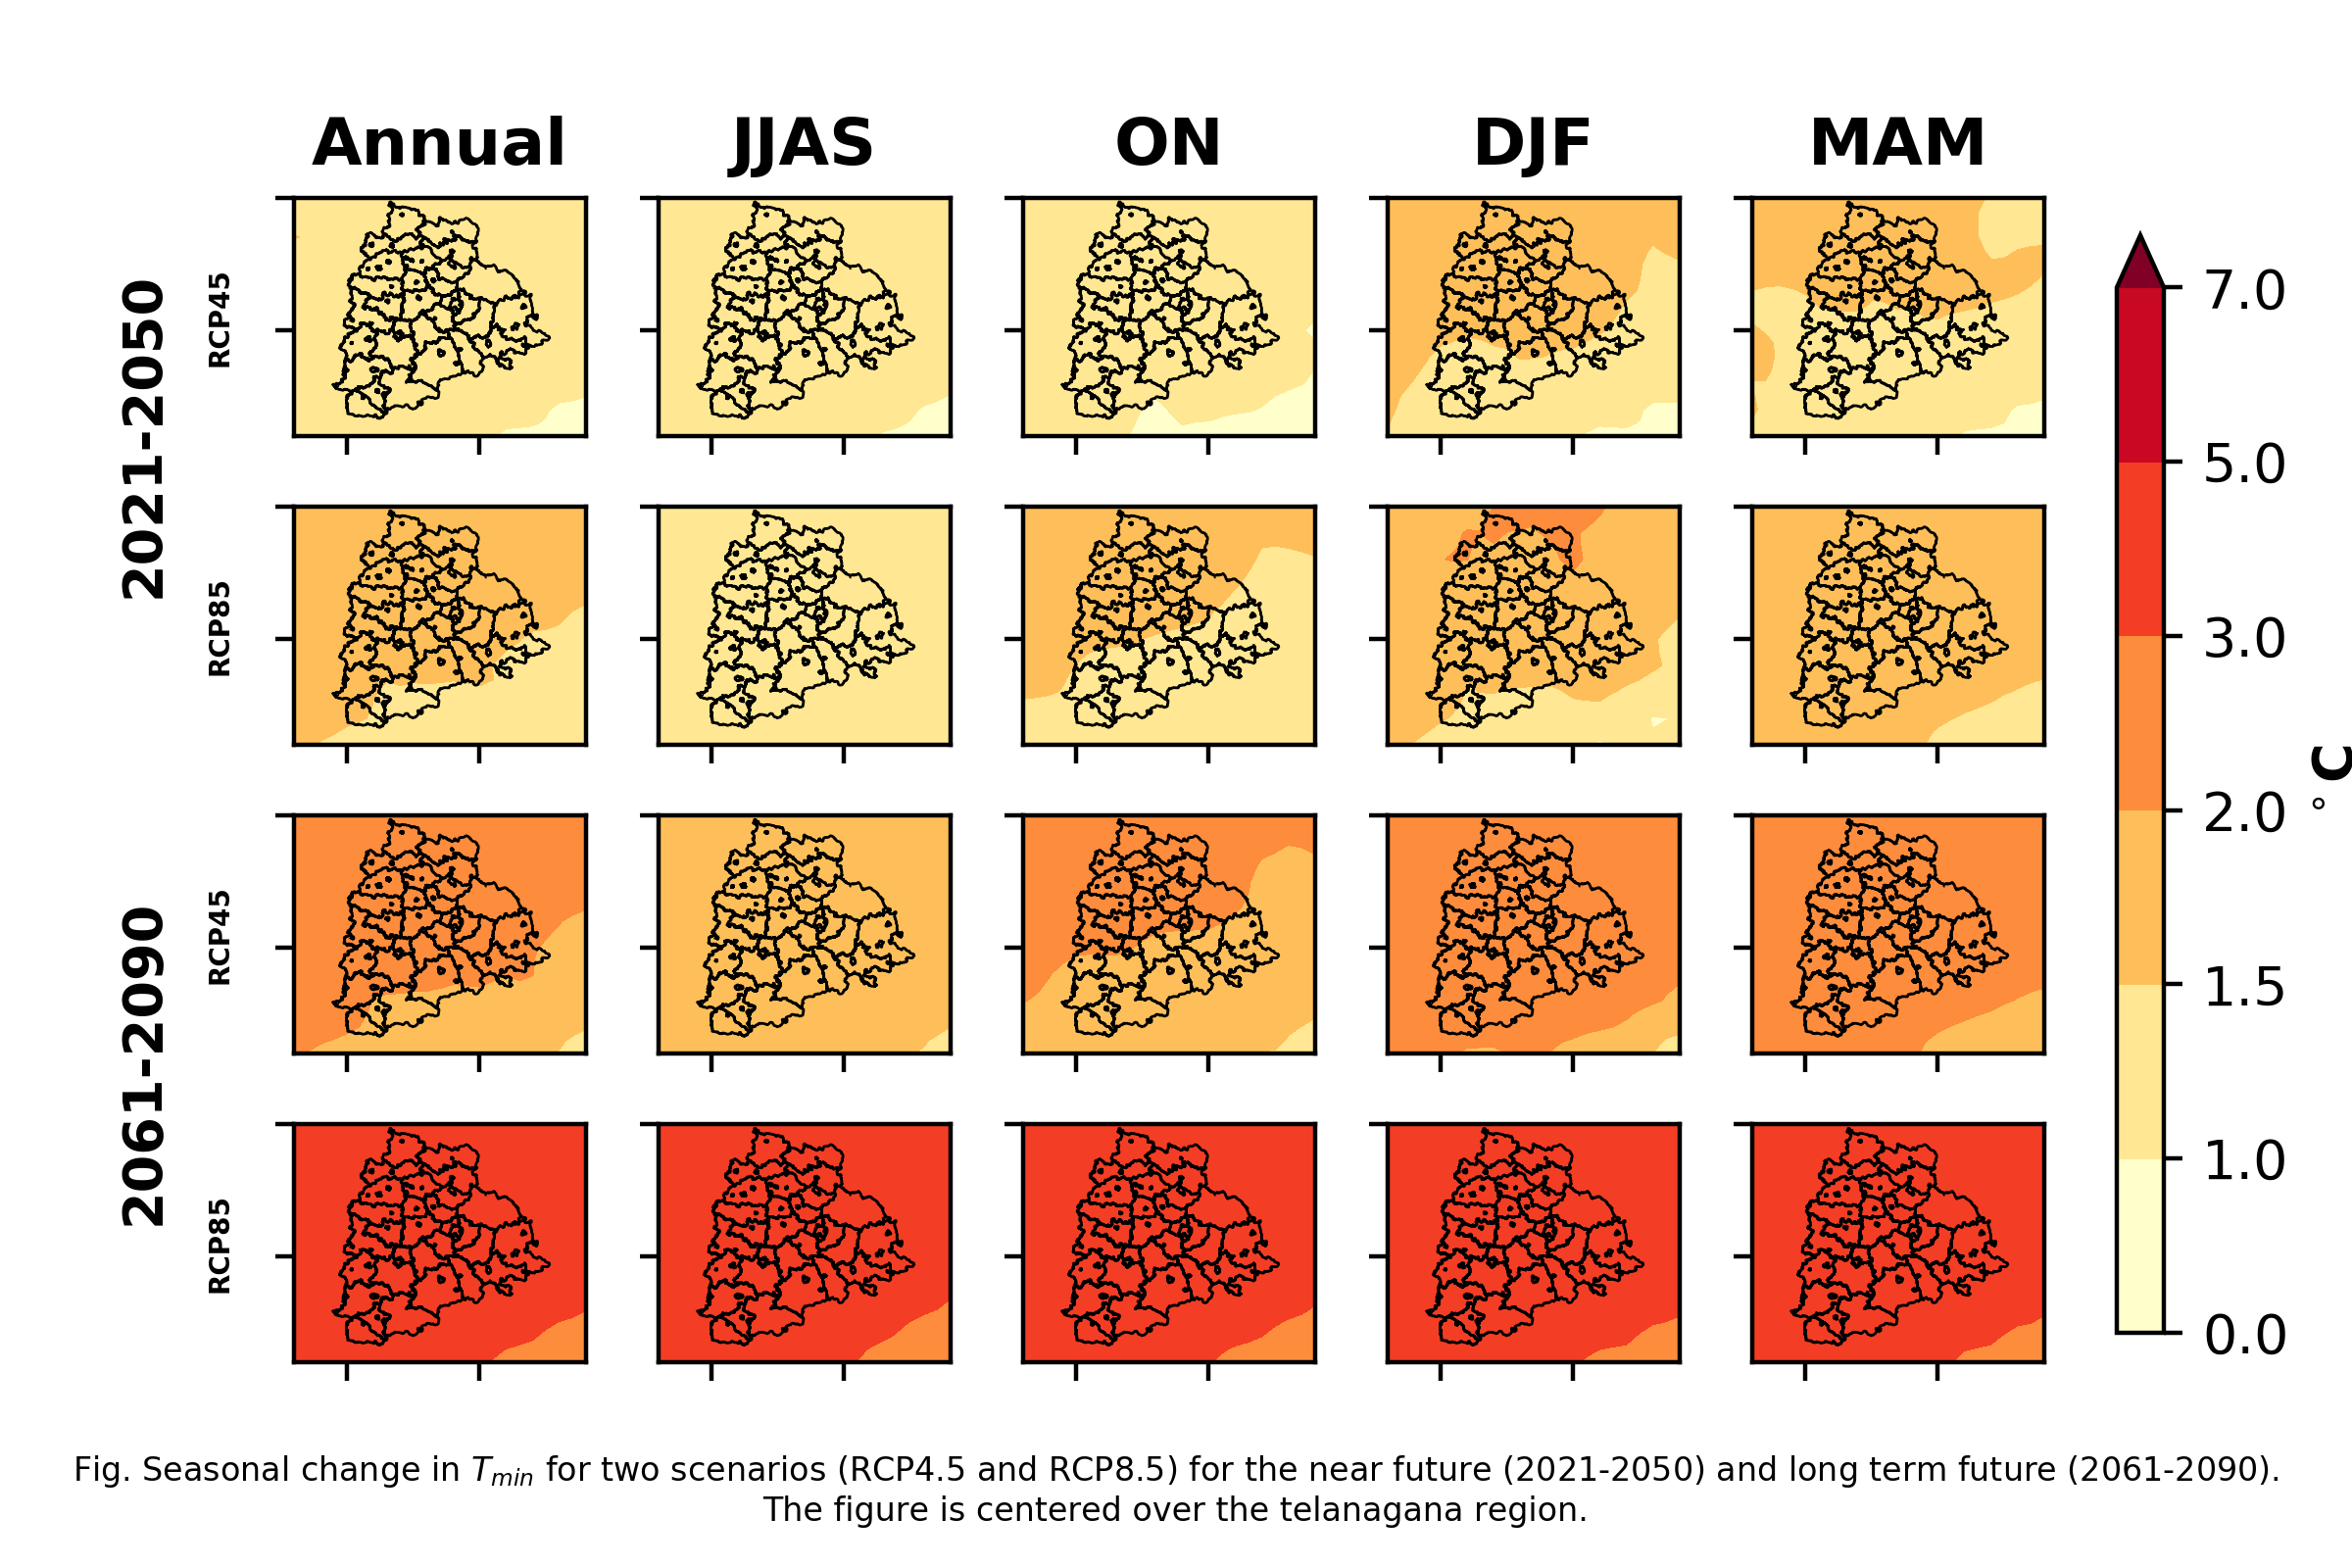 Annual JJAS ON DJF MAM
2021-2050
RCP45
RCP85
2061-2090
RCP45
RCP85
7.0
5.0
3.0
2.0
1.5
1.0
0.0
° C
Fig. Seasonal change in Tmin for two scenarios (RCP4.5 and RCP8.5) for the near future (2021-2050) and long term future (2061-2090).
The figure is centered over the telanagana region.